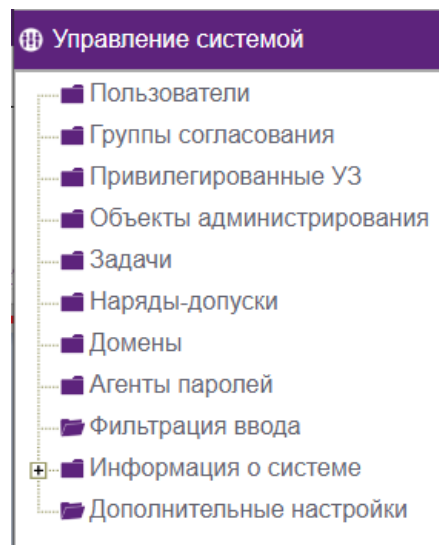 Управление системой
Пользователи
Группы согласования
Привилегированные УЗ
Объекты администрирования
Задачи
Наряды-допуски
Домены
Агенты паролей
Фильтрация ввода
Информация о системе
Дополнительные настройки